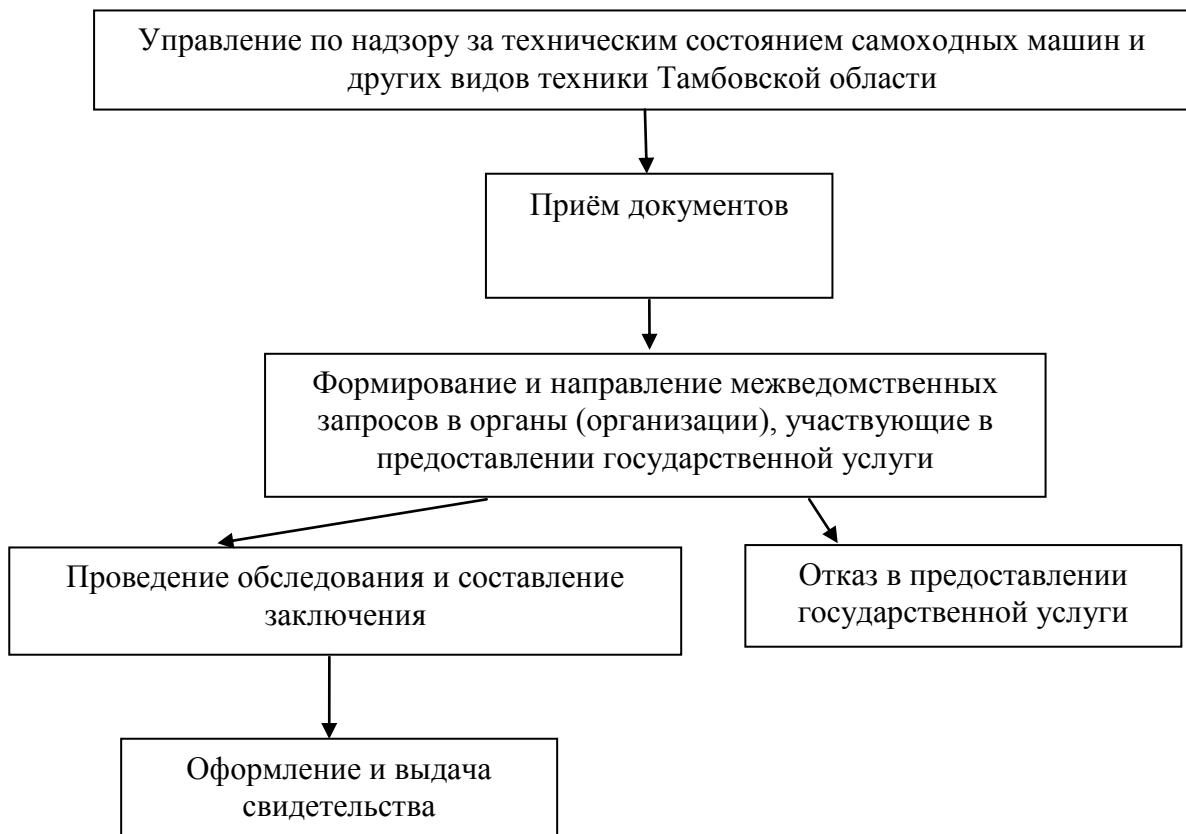 Управление по надзору за техническим состоянием самоходных машин и
других видов техники Тамбовской области
Приём документов
Формирование и направление межведомственных
запросов в органы (организации), участвующие в
предоставлении государственной услуги
Проведение обследования и составление
заключения
Отказ в предоставлении
государственной услуги
Оформление и выдача
свидетельства